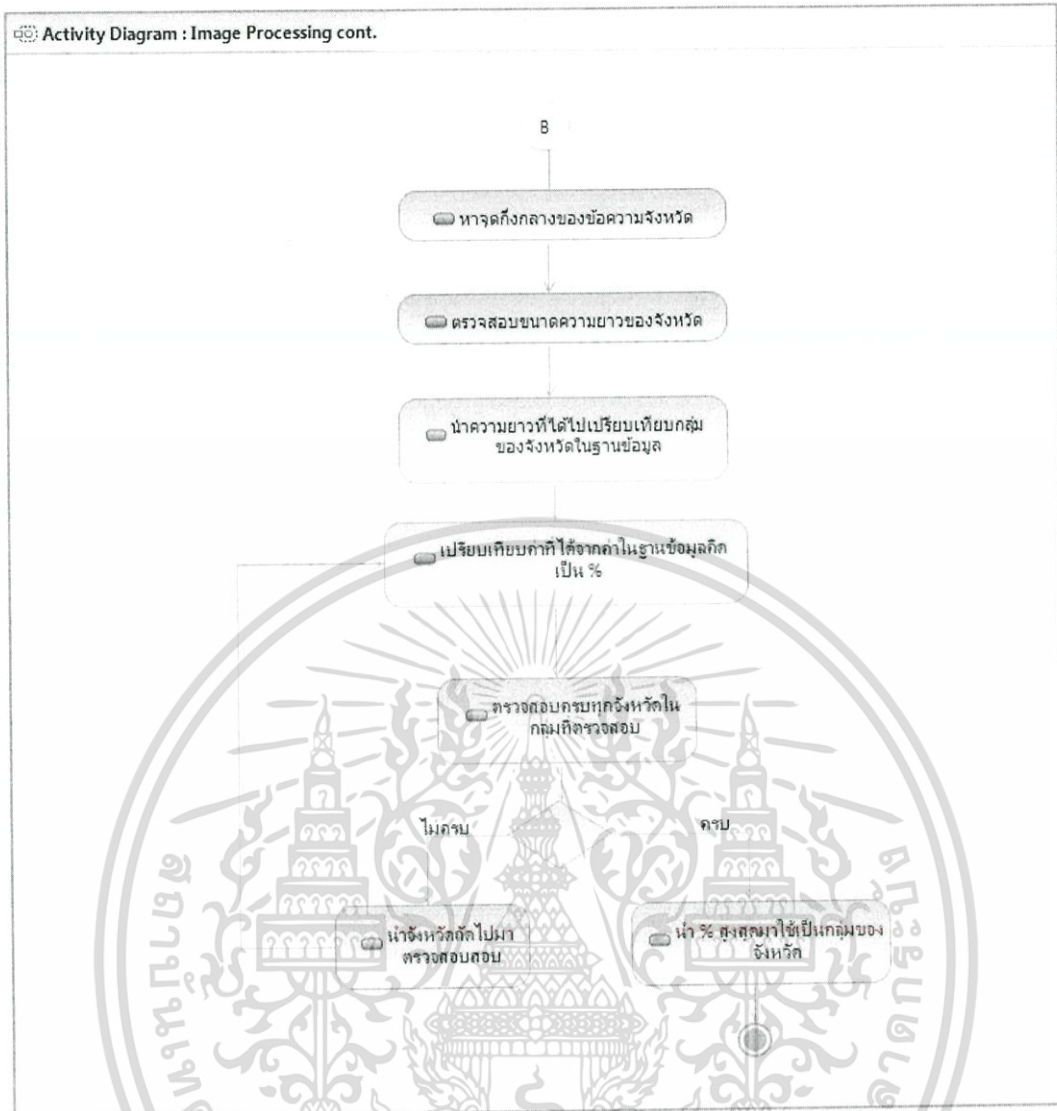 Activity Diagram : Image Processing cont.
B
หาจุดกึ่งกลางของข้อความจังหวัด
ตรวจสอบขนาดความยาวของจังหวัด
นำความยาวที่ได้ไปเปรียบเทียบกลุ่ม
ของจังหวัดในฐานข้อมูล
เปรียบเทียบค่าที่ได้จากค่าในฐานข้อมูลคิด
เป็น %
ตรวจสอบครบทุกจังหวัดใน
กลุ่มที่ตรวจสอบ
ไม่ครบ
ครบ
นำจังหวัดถัดไปมา
ตรวจสอบสอบ
นำ % สูงสุดมาใช้เป็นกลุ่มของ
จังหวัด